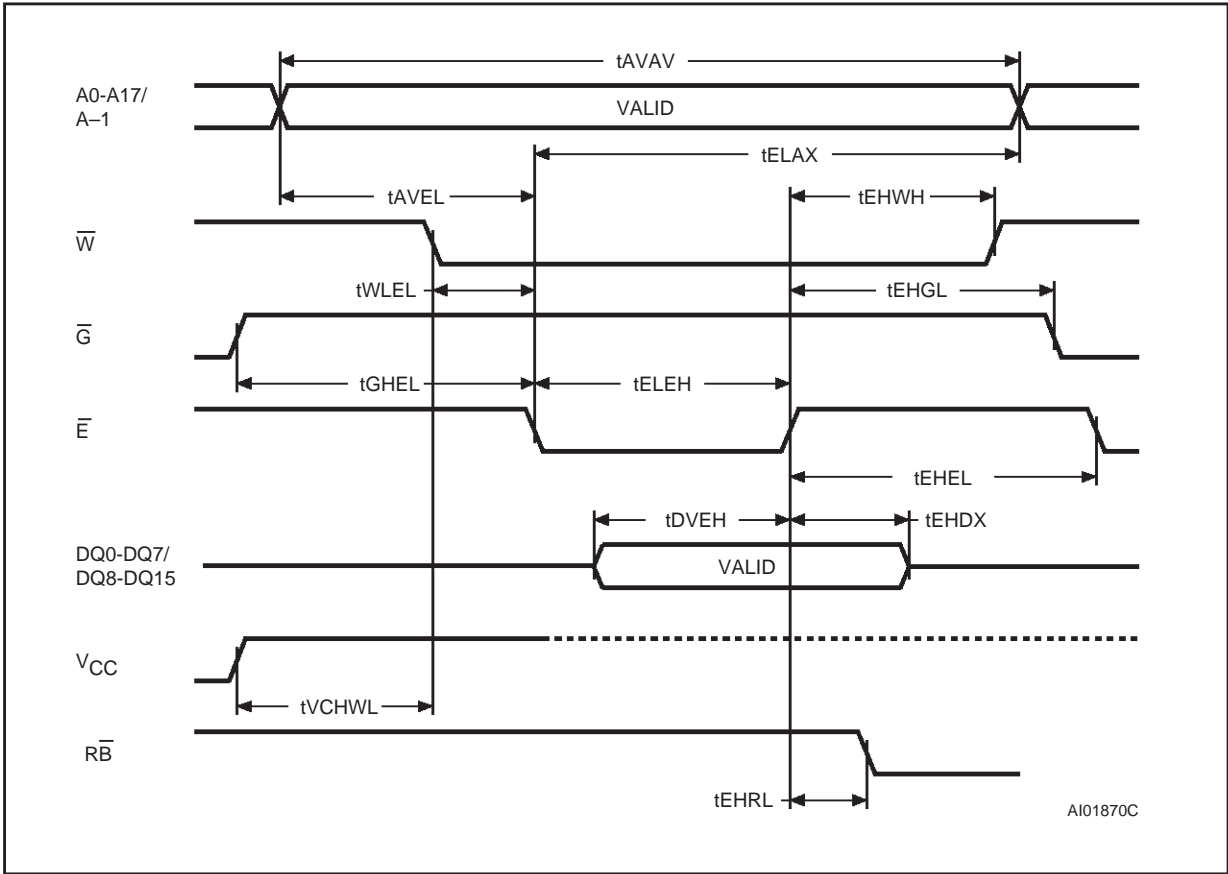 tAVAV
A0-A17/
A–1
VALID
tELAX
tAVEL
tEHWH
W̅
tWLEL
tEHGL
G̅
tGHEL
tELEH
E̅
tEHEL
tDVEH
tEHDX
DQ0-DQ7/
DQ8-DQ15
VALID
VCC
tVCHWL
RB̅
tEHRL
AI01870C